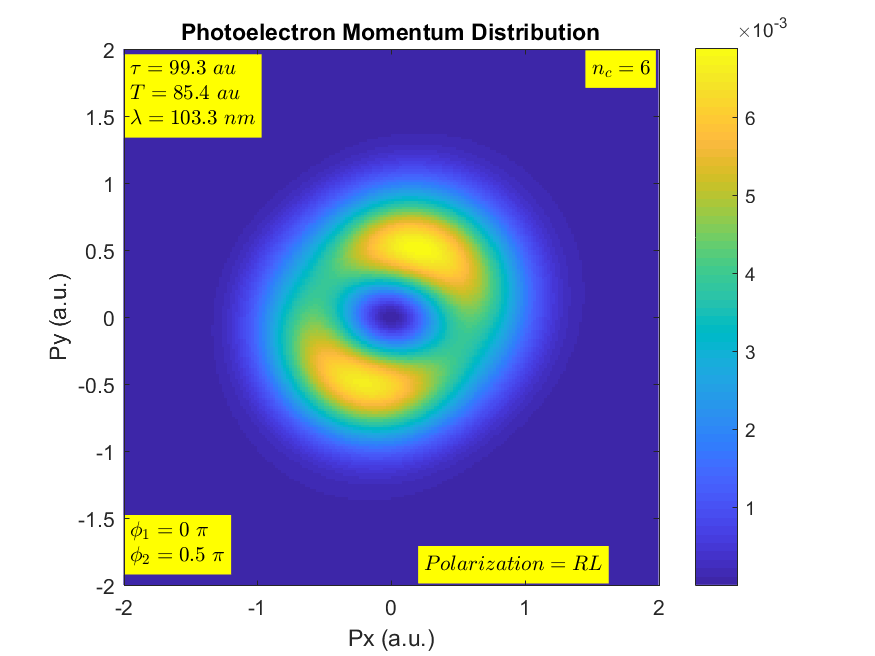 Photoelectron Momentum Distribution
×10⁻³
τ = 99.3 au
T = 85.4 au
λ = 103.3 nm
n_c = 6
2
1.5
1
0.5
0
-0.5
-1
-1.5
-2
Py (a.u.)
6
5
4
3
2
1
ϕ₁ = 0 π
ϕ₂ = 0.5 π
Polarization = RL
-2
-1
0
1
2
Px (a.u.)